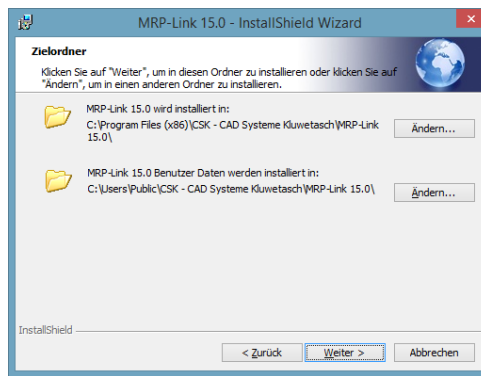 MRP-Link 15.0 - InstallShield Wizard
Zielordner
Klicken Sie auf "Weiter", um in diesen Ordner zu installieren oder klicken Sie auf
"Ändern", um in einen anderen Ordner zu installieren.
MRP-Link 15.0 wird installiert in:
C:\Program Files (x86)\CSK - CAD Systeme Kluwetasch\MRP-Link
15.0\
Ändern...
MRP-Link 15.0 Benutzer Daten werden installiert in:
C:\Users\Public\CSK - CAD Systeme Kluwetasch\MRP-Link 15.0\
Ändern...
InstallShield
< Zurück
Weiter >
Abbrechen